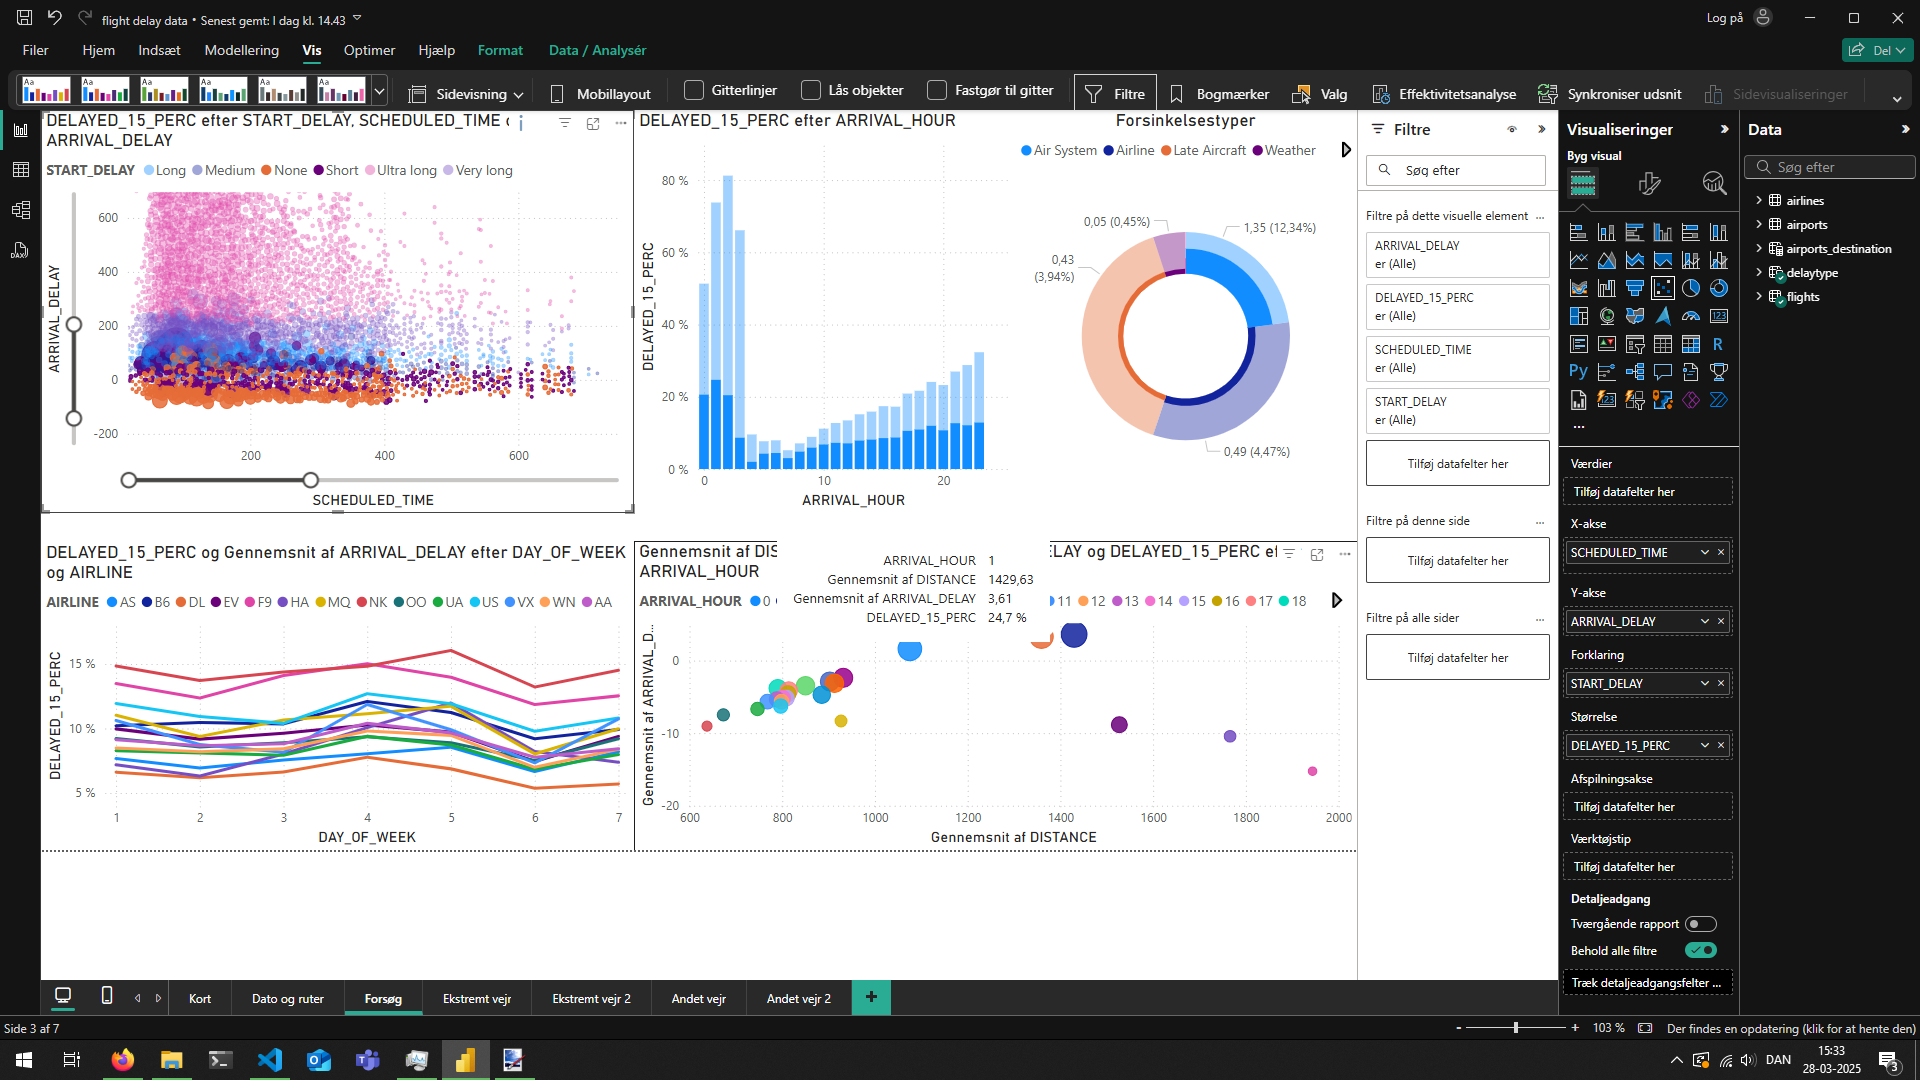 flight delay data • Senest gemt: I dag kl. 14.43
Log på
Filer Hjem Indsæt Modellering Vis Optimer Hjælp Format Data / Analysér
Del
Aa Aa Aa Aa Aa Aa
Sidevisning Mobillayout Gitterlinjer Lås objekter Fastgør til gitter Filtre Bogmærker Valg Effektivitetsanalyse Synkroniser udsnit Sidevisualiseringer
DELAYED_15_PERC efter START_DELAY, SCHEDULED_TIME
ARRIVAL_DELAY
START_DELAY Long Medium None Short Ultra long Very long
600
400
200
0
-200
ARRIVAL_DELAY
200 400 600
SCHEDULED_TIME
DELAYED_15_PERC efter ARRIVAL_HOUR
80 %
60 %
40 %
20 %
0 %
DELAYED_15_PERC
0 10 20
ARRIVAL_HOUR
Forsinkelsestyper
Air System Airline Late Aircraft Weather
0,05 (0,45%)
1,35 (12,34%)
0,43
(3,94%)
0,49 (4,47%)
DELAYED_15_PERC og Gennemsnit af ARRIVAL_DELAY efter DAY_OF_WEEK
og AIRLINE
AIRLINE AS B6 DL EV F9 HA MQ NK OO UA US VX WN AA
15 %
10 %
5 %
DELAYED_15_PERC
1 2 3 4 5 6 7
DAY_OF_WEEK
Gennemsnit af DIS
ELAY og DELAYED_15_PERC ef
ARRIVAL_HOUR
ARRIVAL_HOUR 0
11 12 13 14 15 16 17 18
ARRIVAL_HOUR 1
Gennemsnit af DISTANCE 1429,63
Gennemsnit af ARRIVAL_DELAY 3,61
DELAYED_15_PERC 24,7 %
0
-10
-20
Gennemsnit af ARRIVAL_D...
600 800 1000 1200 1400 1600 1800 2000
Gennemsnit af DISTANCE
Filtre
Søg efter
Filtre på dette visuelle element ...
ARRIVAL_DELAY
er (Alle)
DELAYED_15_PERC
er (Alle)
SCHEDULED_TIME
er (Alle)
START_DELAY
er (Alle)
Tilføj datafelter her
Filtre på denne side ...
Tilføj datafelter her
Filtre på alle sider ...
Tilføj datafelter her
Visualiseringer
Byg visual
123
R
Py
123
...
Værdier
Tilføj datafelter her
X-akse
SCHEDULED_TIME
Y-akse
ARRIVAL_DELAY
Forklaring
START_DELAY
Størrelse
DELAYED_15_PERC
Afspilningsakse
Tilføj datafelter her
Værktøjstip
Tilføj datafelter her
Detaljeadgang
Tværgående rapport
Behold alle filtre
Træk detaljeadgangsfelter ...
Data
Søg efter
airlines
airports
airports_destination
delaytype
flights
DAX
Kort Dato og ruter Forsøg Ekstremt vejr Ekstremt vejr 2 Andet vejr Andet vejr 2 +
Side 3 af 7
- + 103 % Der findes en opdatering (klik for at hente den)
DAN
15:33
28-03-2025
3